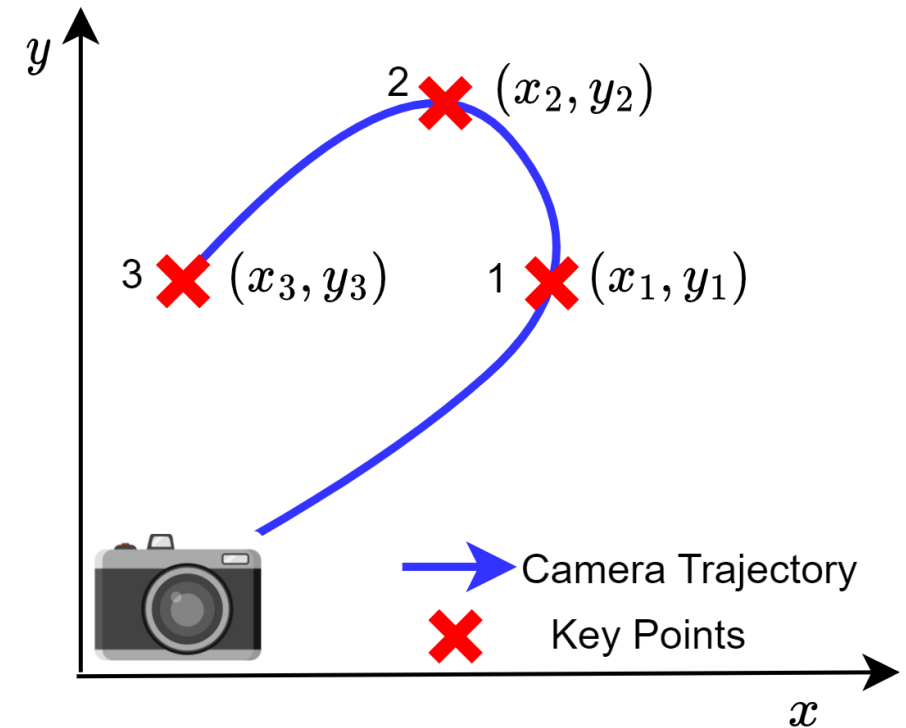 y
2 (x₂, y₂)
3 (x₃, y₃) 1 (x₁, y₁)
Camera Trajectory
Key Points
x